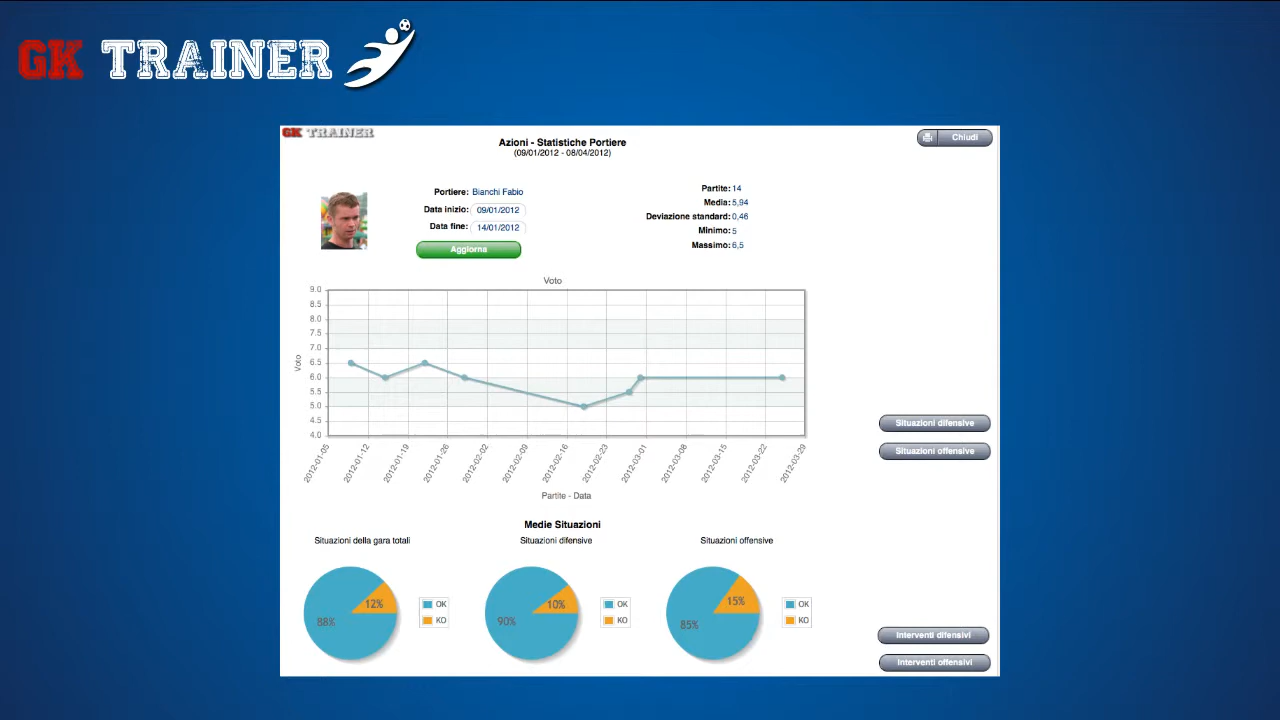 GK TRAINER
GK TRAINER
Azioni - Statistiche Portiere
(09/01/2012 - 08/04/2012)
Chiudi
Portiere: Bianchi Fabio
Data inizio: 09/01/2012
Data fine: 14/01/2012
Aggiorna
Partite: 14
Media: 5,94
Deviazione standard: 0,46
Minimo: 5
Massimo: 6,5
Voto
9.0
8.5
8.0
7.5
7.0
6.5
6.0
5.5
5.0
4.5
4.0
Voto
2012-01-05
2012-01-12
2012-01-19
2012-01-26
2012-02-02
2012-02-09
2012-02-16
2012-02-23
2012-03-01
2012-03-08
2012-03-15
2012-03-22
2012-03-29
Partite - Data
Situazioni difensive
Situazioni offensive
Medie Situazioni
Situazioni della gara totali
Situazioni difensive
Situazioni offensive
12%
88%
OK
KO
10%
90%
OK
KO
15%
85%
OK
KO
Interventi difensivi
Interventi offensivi